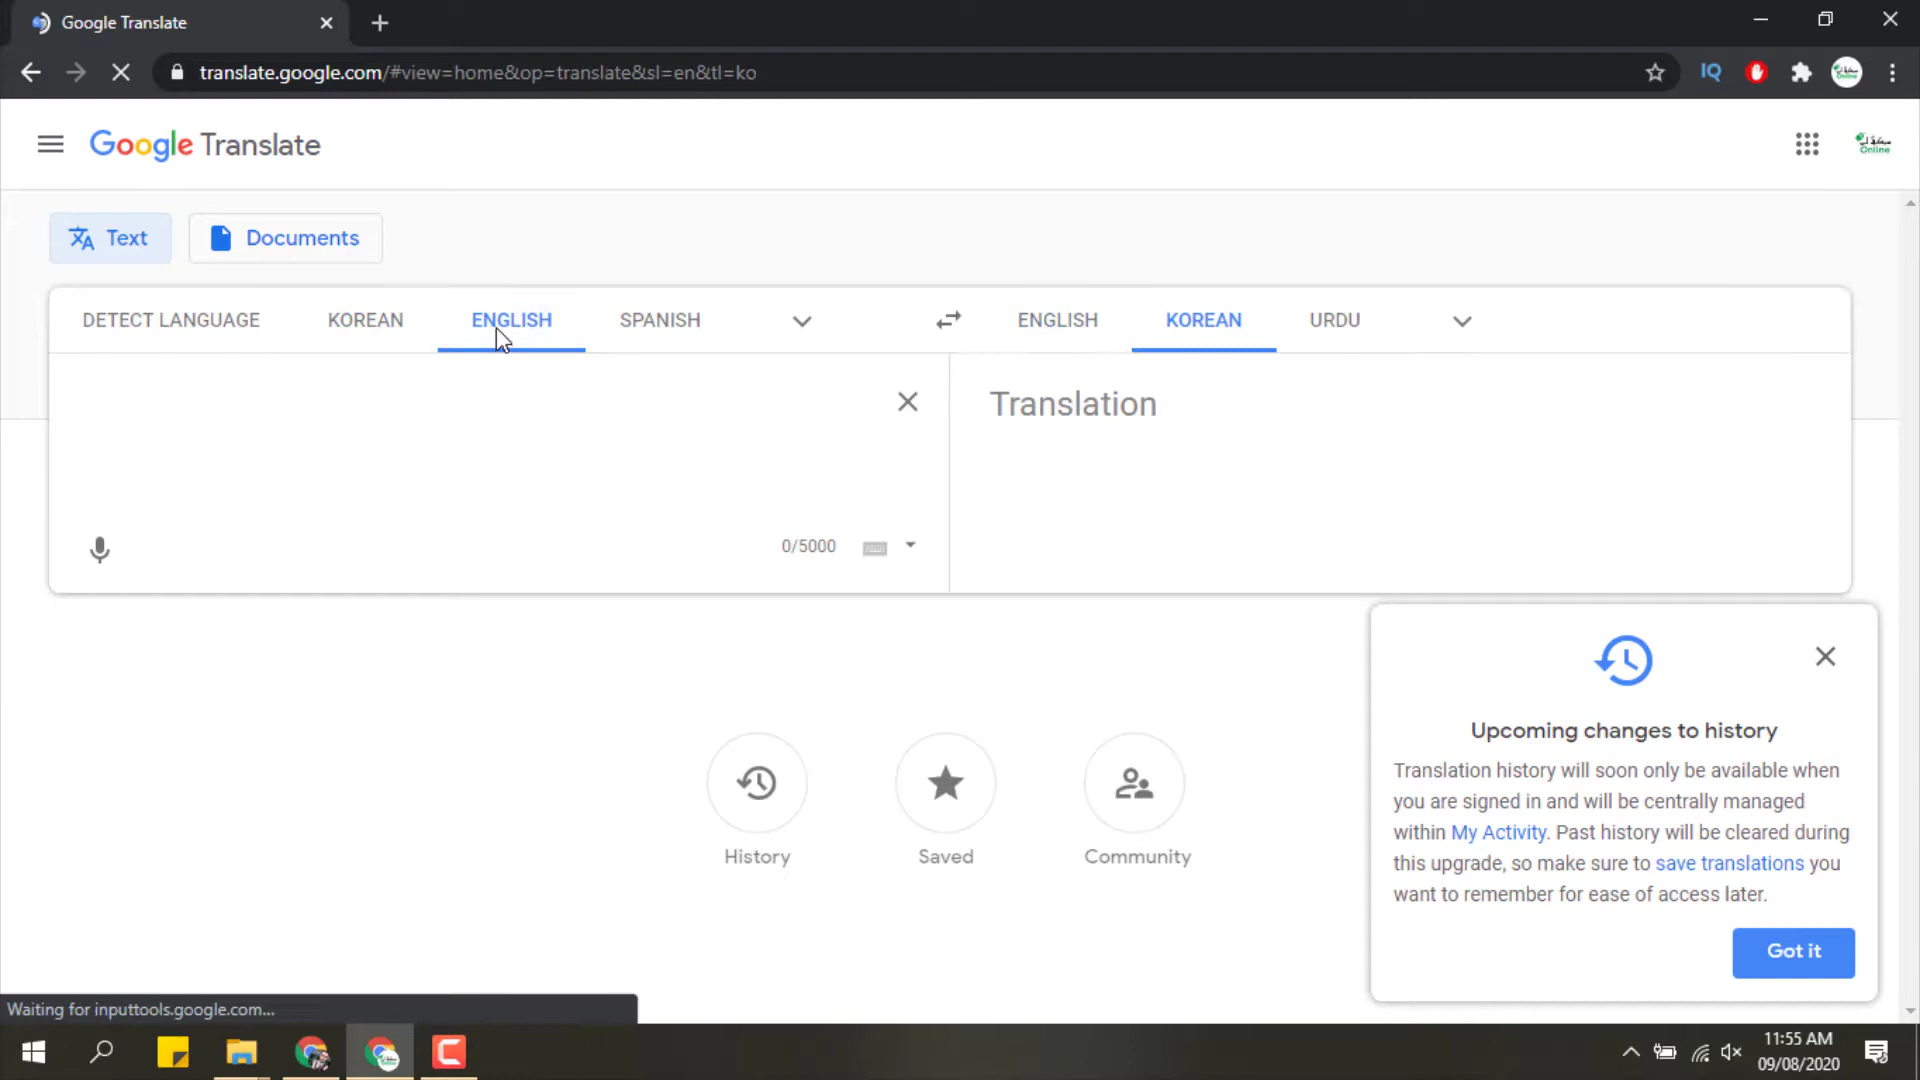 Google Translate
translate.google.com/#view=home&op=translate&sl=en&tl=ko
IQ
Google Translate
Online
Text
Documents
DETECT LANGUAGE
KOREAN
ENGLISH
SPANISH
ENGLISH
KOREAN
URDU
Translation
0/5000
Upcoming changes to history
Translation history will soon only be available when
you are signed in and will be centrally managed
within My Activity. Past history will be cleared during
this upgrade, so make sure to save translations you
want to remember for ease of access later.
Got it
History
Saved
Community
Waiting for inputtools.google.com...
11:55 AM
09/08/2020